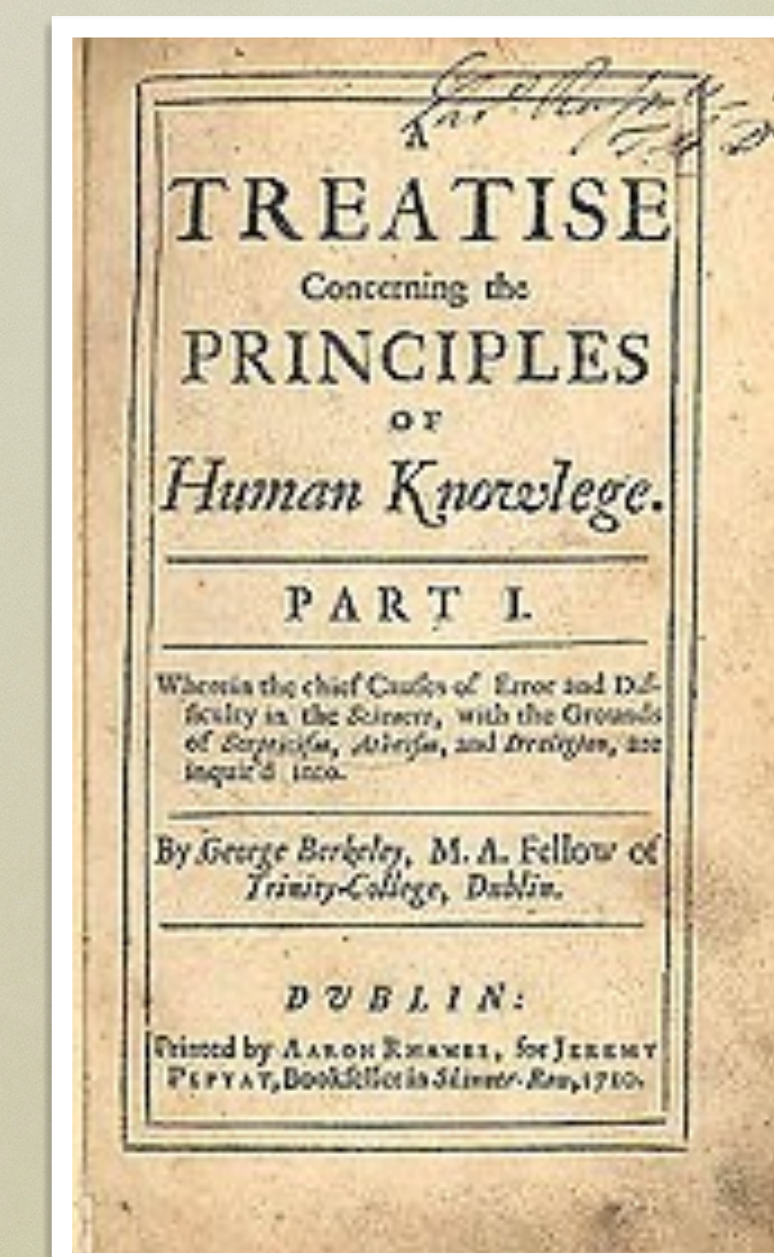 A
TREATISE
Concerning the
PRINCIPLES
OF
Human Knowlege.
PART I.
Wherein the chief Cauſes of Error and Dif-
ficulty in the Sciences, with the Grounds
of Scepticiſm, Atheiſm, and Irreligion, are
inquir'd into.
By George Berkeley, M. A. Fellow of
Trinity-College, Dublin.
DUBLIN:
Printed by AARON RHAMES, for JEREMY
PEPYAT, Bookſeller in Skinner-Row, 1710.